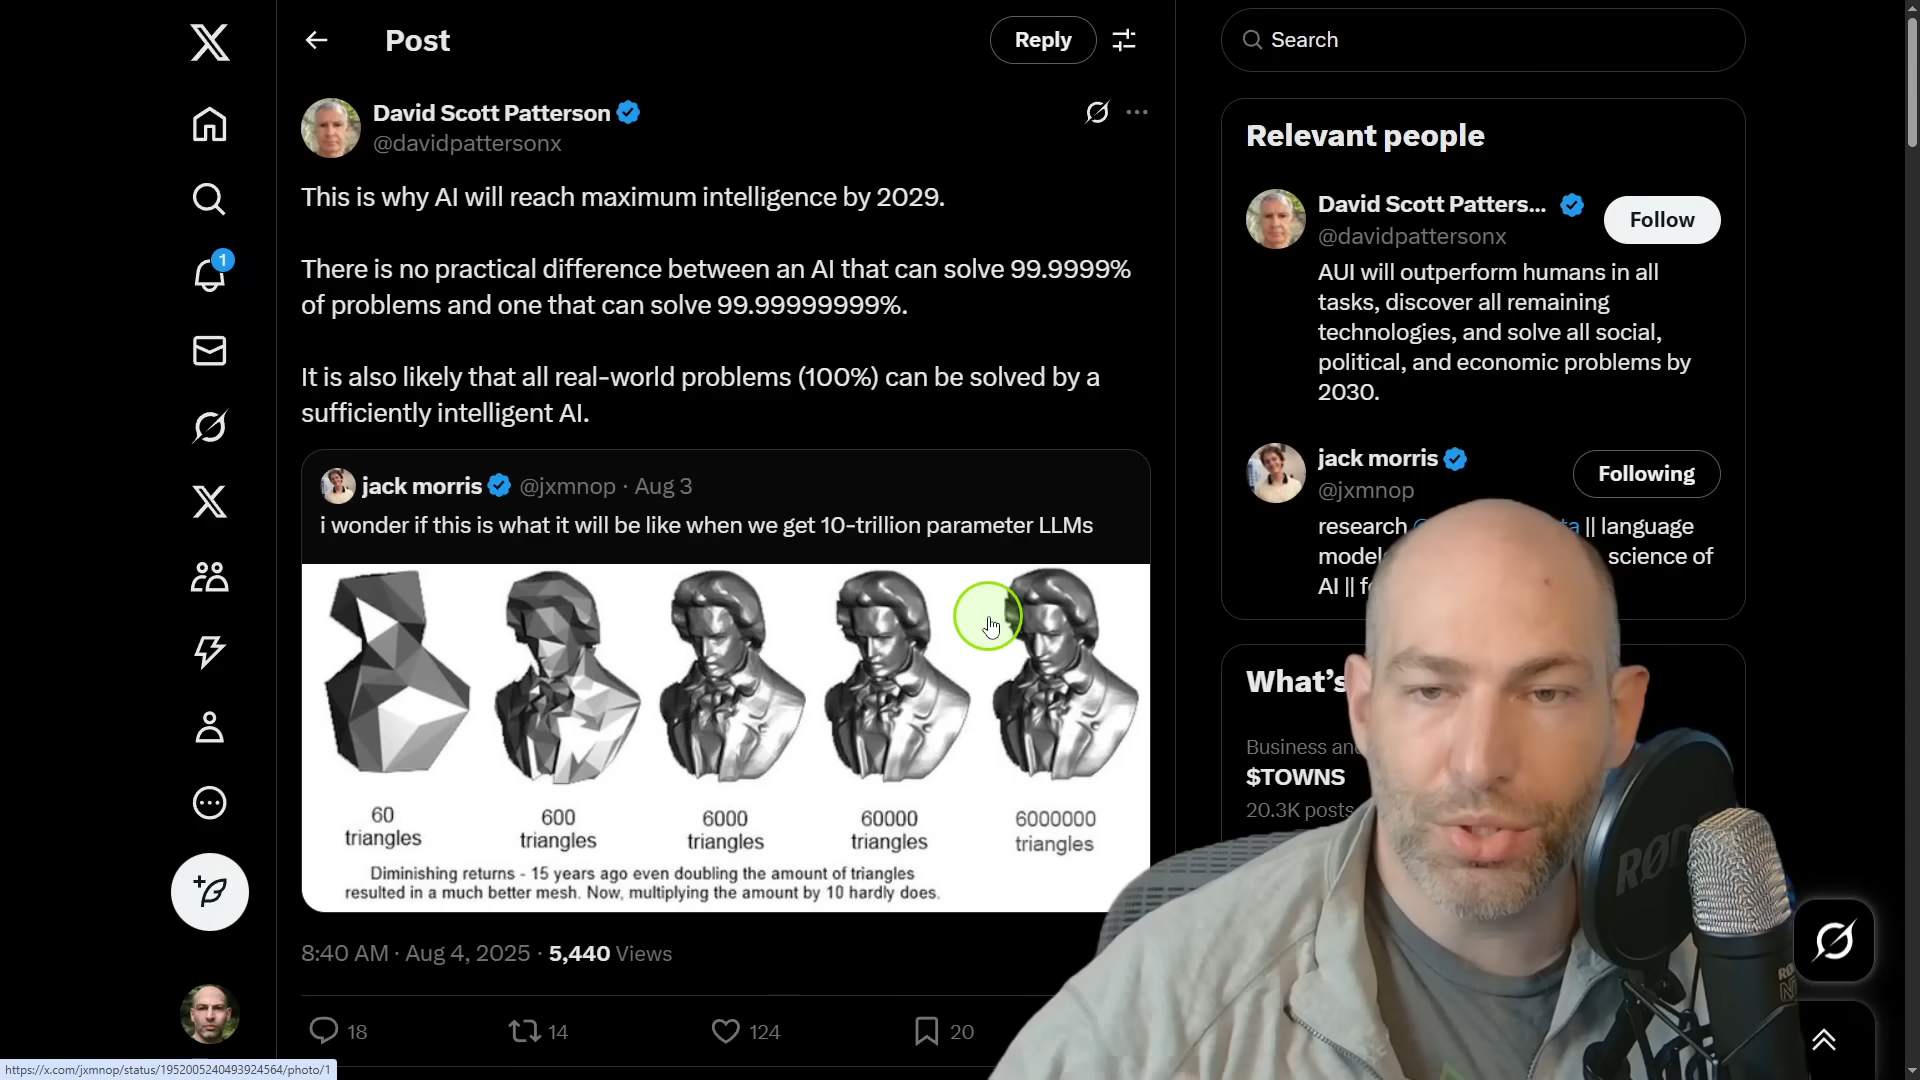 Post
Reply
David Scott Patterson
@davidpattersonx
This is why AI will reach maximum intelligence by 2029.
There is no practical difference between an AI that can solve 99.9999%
of problems and one that can solve 99.99999999%.
It is also likely that all real-world problems (100%) can be solved by a
sufficiently intelligent AI.
jack morris @jxmnop · Aug 3
i wonder if this is what it will be like when we get 10-trillion parameter LLMs
60
triangles
600
triangles
6000
triangles
60000
triangles
6000000
triangles
Diminishing returns - 15 years ago even doubling the amount of triangles
resulted in a much better mesh. Now, multiplying the amount by 10 hardly does.
8:40 AM · Aug 4, 2025 · 5,440 Views
18
14
124
20
1
Search
Relevant people
David Scott Patters...
@davidpattersonx
Follow
AUI will outperform humans in all
tasks, discover all remaining
technologies, and solve all social,
political, and economic problems by
2030.
jack morris
@jxmnop
Following
research || language
science of
AI ||
What's
Business
$TOWNS
20.3K posts
RØDE
https://x.com/jxmnop/status/1952005240493924564/photo/1